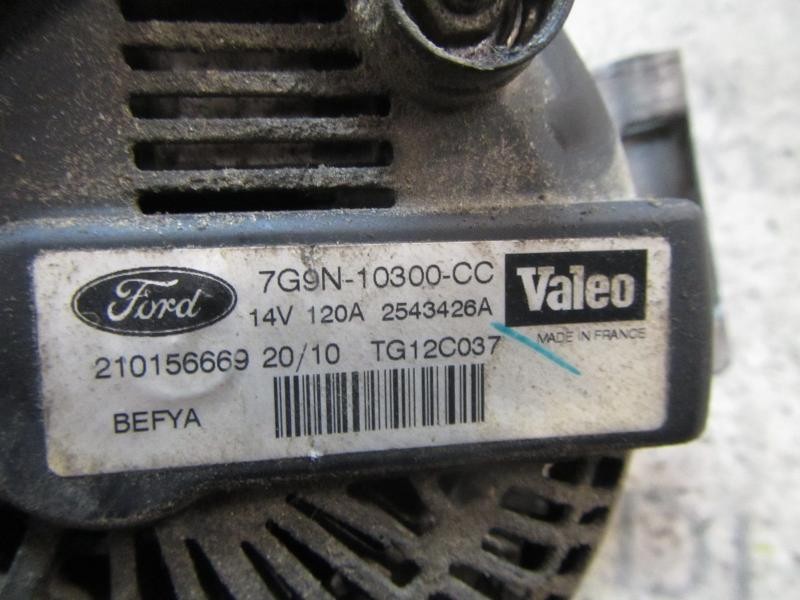 Ford
7G9N-10300-CC
Valeo
14V 120A 2543426A
MADE IN FRANCE
210156669 20/10 TG12C037
BEFYA